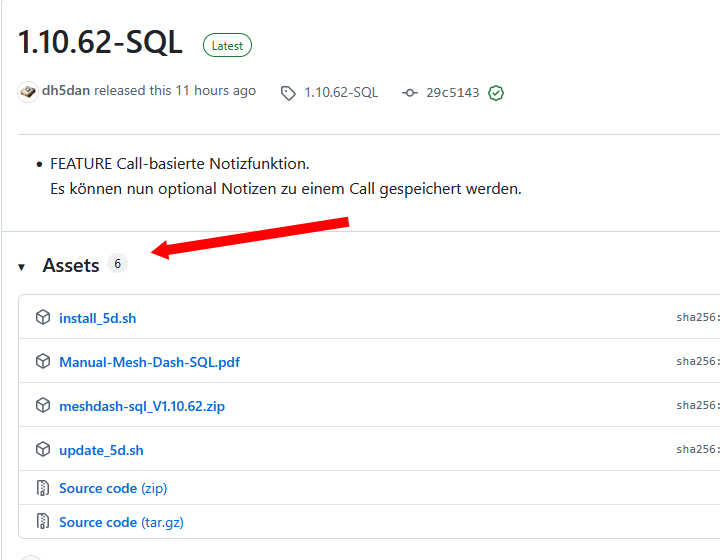 1.10.62-SQL Latest
dh5dan released this 11 hours ago 1.10.62-SQL 29c5143
• FEATURE Call-basierte Notizfunktion.
Es können nun optional Notizen zu einem Call gespeichert werden.
Assets 6
install_5d.sh sha256:
Manual-Mesh-Dash-SQL.pdf sha256:
meshdash-sql_V1.10.62.zip sha256:
update_5d.sh sha256:
Source code (zip)
Source code (tar.gz)